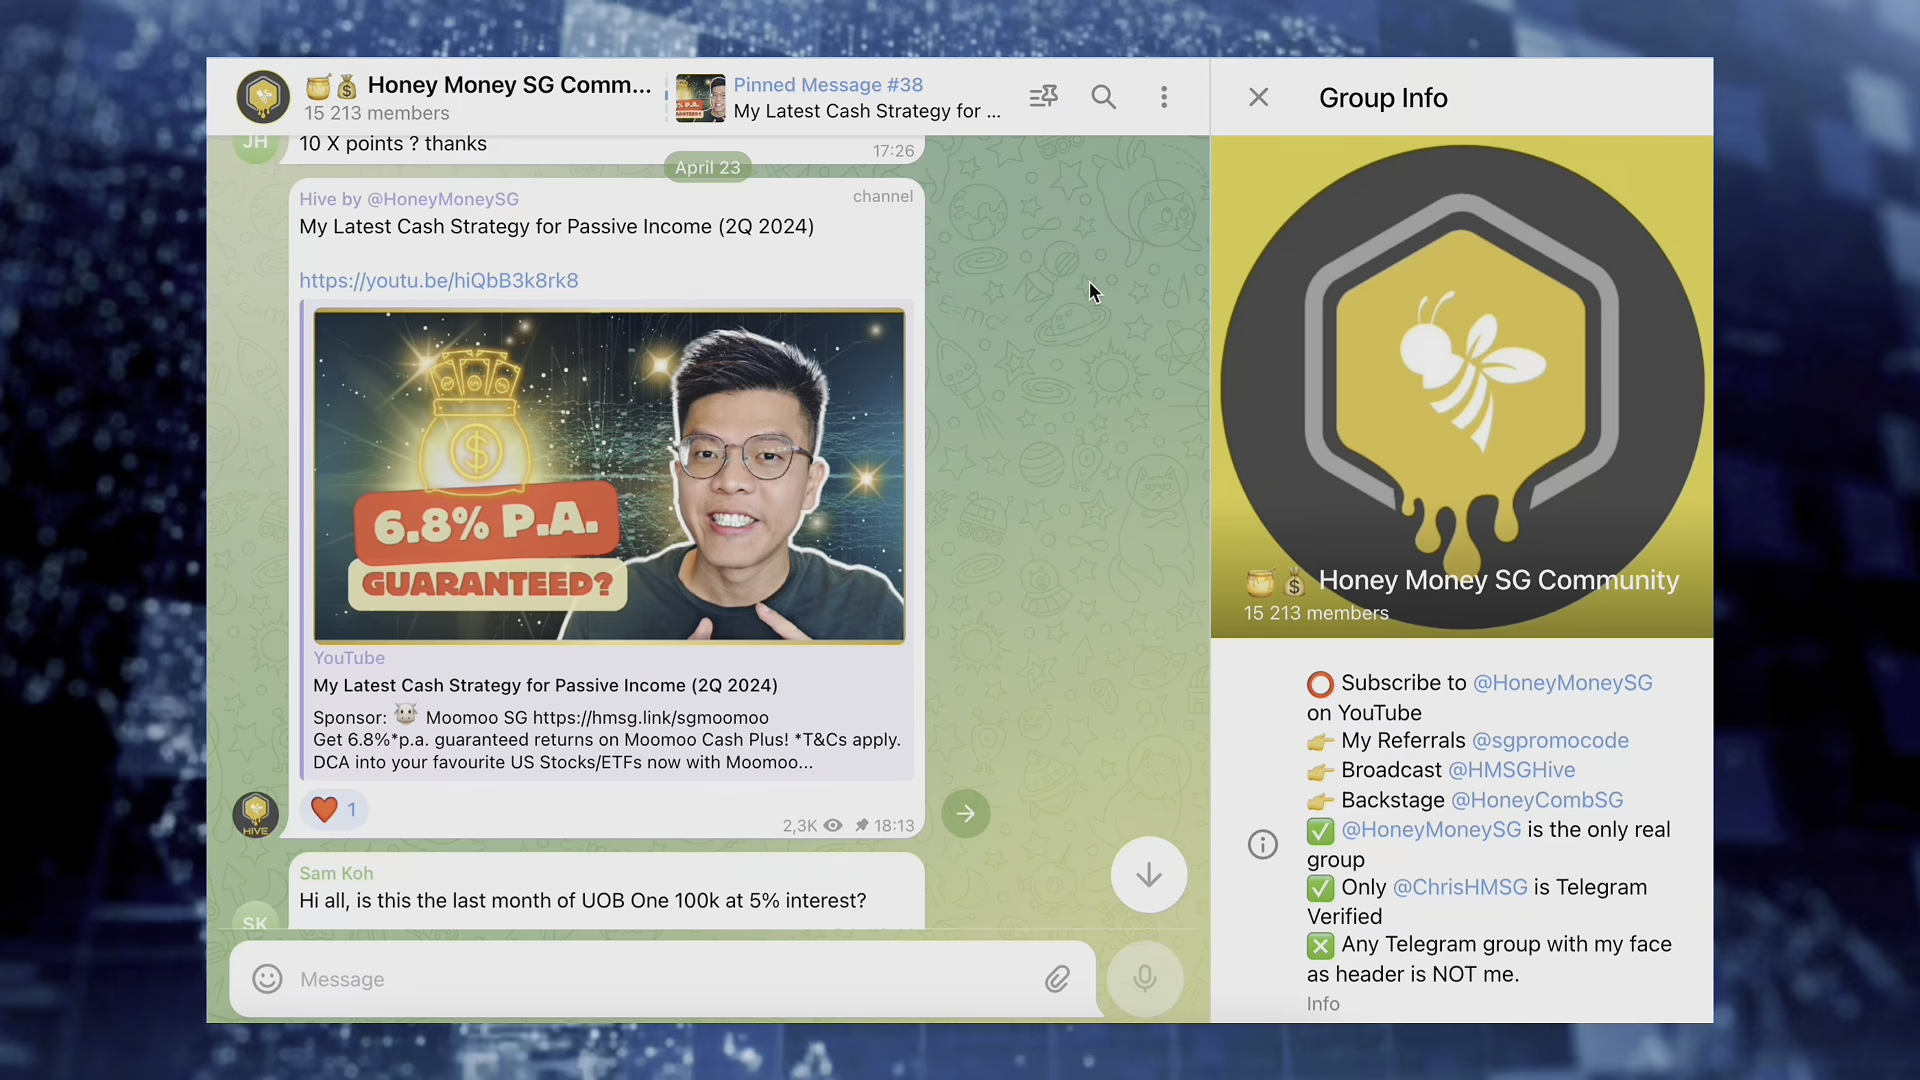 Honey Money SG Comm...
15 213 members
Pinned Message #38
My Latest Cash Strategy for ...
Group Info
JH
10 X points ? thanks
17:26
April 23
Hive by @HoneyMoneySG
channel
My Latest Cash Strategy for Passive Income (2Q 2024)
https://youtu.be/hiQbB3k8rk8
6.8% P.A.
GUARANTEED?
YouTube
My Latest Cash Strategy for Passive Income (2Q 2024)
Sponsor: Moomoo SG https://hmsg.link/sgmoomoo
Get 6.8%*p.a. guaranteed returns on Moomoo Cash Plus! *T&Cs apply.
DCA into your favourite US Stocks/ETFs now with Moomoo...
HIVE
1
2,3K
18:13
Sam Koh
Hi all, is this the last month of UOB One 100k at 5% interest?
SK
Message
Honey Money SG Community
15 213 members
Subscribe to @HoneyMoneySG
on YouTube
My Referrals @sgpromocode
Broadcast @HMSGHive
Backstage @HoneyCombSG
@HoneyMoneySG is the only real
group
Only @ChrisHMSG is Telegram
Verified
Any Telegram group with my face
as header is NOT me.
Info